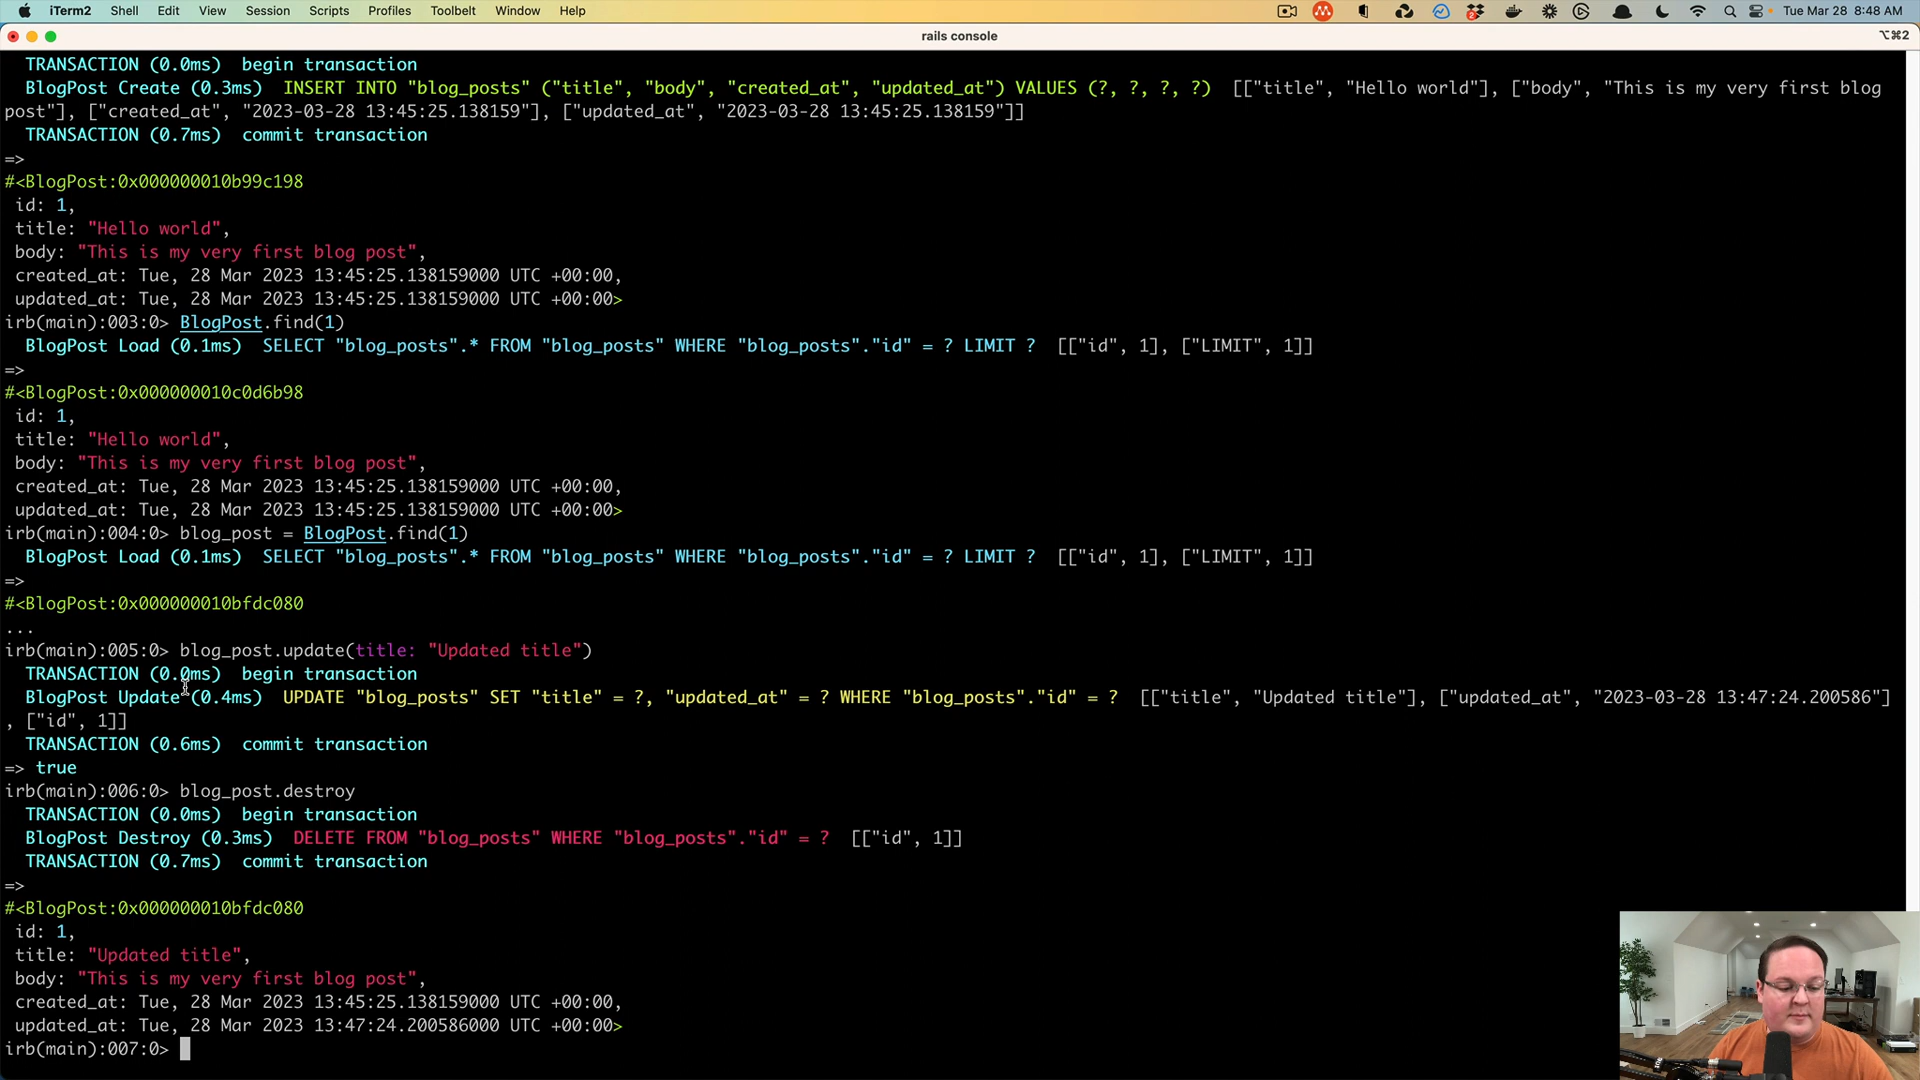 iTerm2 Shell Edit View Session Scripts Profiles Toolbelt Window Help Tue Mar 28 8:48 AM
rails console ⌥⌘2
TRANSACTION (0.0ms)  begin transaction
BlogPost Create (0.3ms)  INSERT INTO "blog_posts" ("title", "body", "created_at", "updated_at") VALUES (?, ?, ?, ?)  [["title", "Hello world"], ["body", "This is my very first blog
post"], ["created_at", "2023-03-28 13:45:25.138159"], ["updated_at", "2023-03-28 13:45:25.138159"]]
TRANSACTION (0.7ms)  commit transaction
=>
#<BlogPost:0x000000010b99c198
id: 1,
title: "Hello world",
body: "This is my very first blog post",
created_at: Tue, 28 Mar 2023 13:45:25.138159000 UTC +00:00,
updated_at: Tue, 28 Mar 2023 13:45:25.138159000 UTC +00:00>
irb(main):003:0> BlogPost.find(1)
BlogPost Load (0.1ms)  SELECT "blog_posts".* FROM "blog_posts" WHERE "blog_posts"."id" = ? LIMIT ?  [["id", 1], ["LIMIT", 1]]
=>
#<BlogPost:0x000000010c0d6b98
id: 1,
title: "Hello world",
body: "This is my very first blog post",
created_at: Tue, 28 Mar 2023 13:45:25.138159000 UTC +00:00,
updated_at: Tue, 28 Mar 2023 13:45:25.138159000 UTC +00:00>
irb(main):004:0> blog_post = BlogPost.find(1)
BlogPost Load (0.1ms)  SELECT "blog_posts".* FROM "blog_posts" WHERE "blog_posts"."id" = ? LIMIT ?  [["id", 1], ["LIMIT", 1]]
=>
#<BlogPost:0x000000010bfdc080
...
irb(main):005:0> blog_post.update(title: "Updated title")
TRANSACTION (0.0ms)  begin transaction
BlogPost Update (0.4ms)  UPDATE "blog_posts" SET "title" = ?, "updated_at" = ? WHERE "blog_posts"."id" = ?  [["title", "Updated title"], ["updated_at", "2023-03-28 13:47:24.200586"]
, ["id", 1]]
TRANSACTION (0.6ms)  commit transaction
=> true
irb(main):006:0> blog_post.destroy
TRANSACTION (0.0ms)  begin transaction
BlogPost Destroy (0.3ms)  DELETE FROM "blog_posts" WHERE "blog_posts"."id" = ?  [["id", 1]]
TRANSACTION (0.7ms)  commit transaction
=>
#<BlogPost:0x000000010bfdc080
id: 1,
title: "Updated title",
body: "This is my very first blog post",
created_at: Tue, 28 Mar 2023 13:45:25.138159000 UTC +00:00,
updated_at: Tue, 28 Mar 2023 13:47:24.200586000 UTC +00:00>
irb(main):007:0>